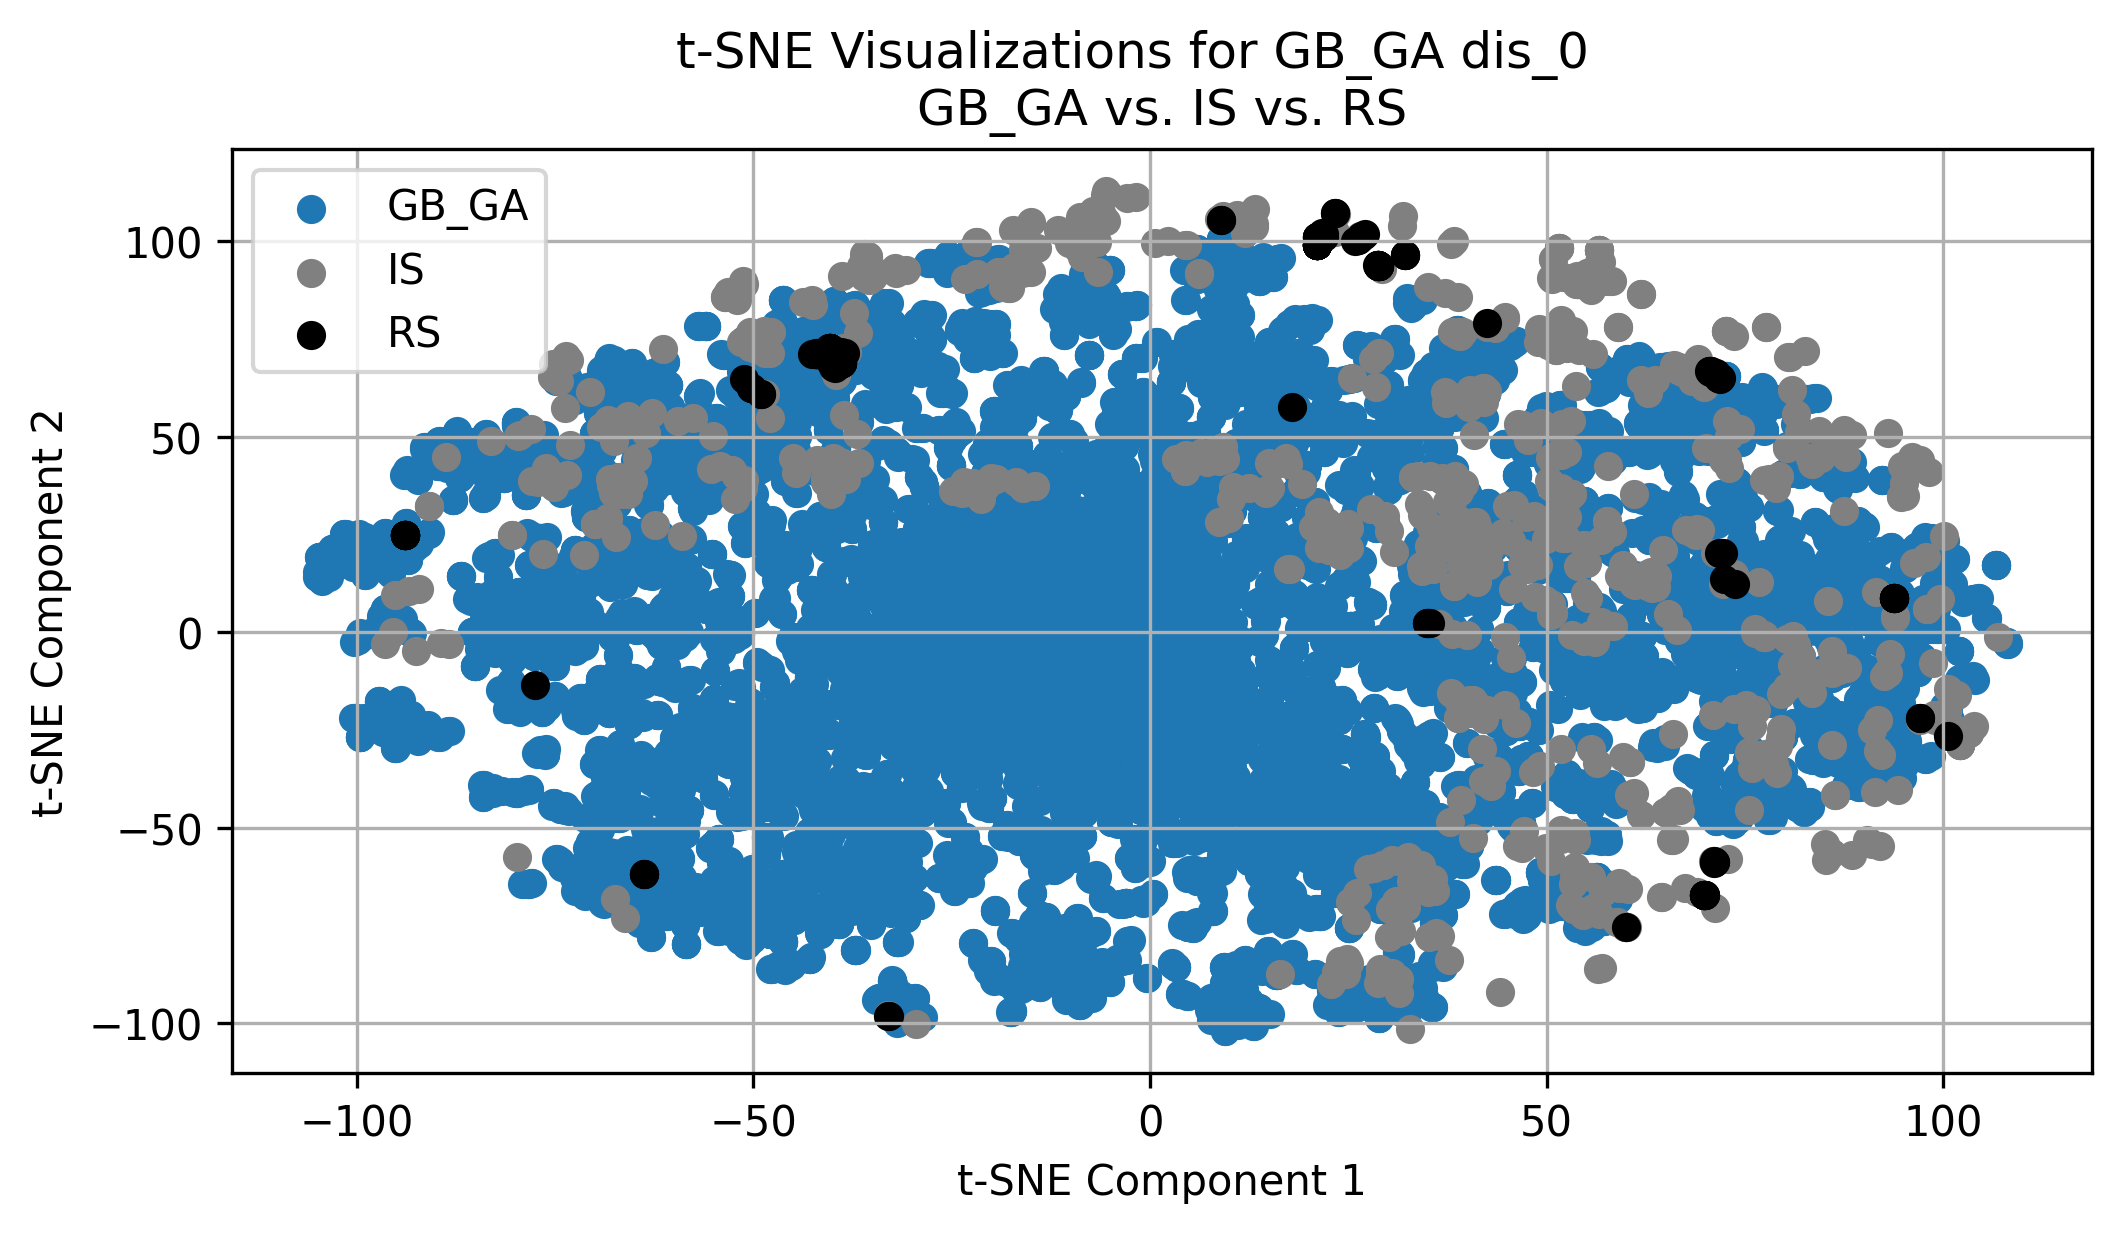 t-SNE Visualizations for GB_GA dis_0
GB_GA vs. IS vs. RS
GB_GA
IS
RS
t-SNE Component 2
100
50
0
−50
−100
−100
−50
0
50
100
t-SNE Component 1